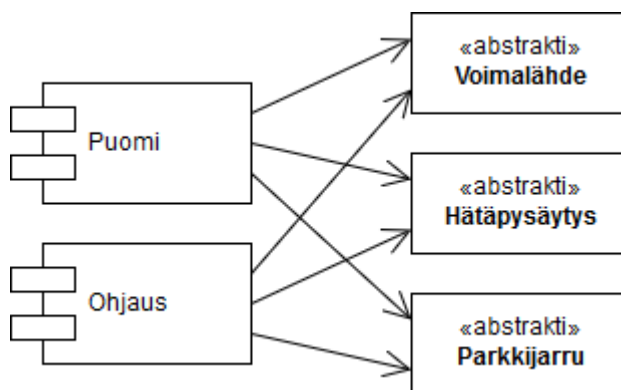 Puomi
Ohjaus
«abstrakti»
Voimalähde
«abstrakti»
Hätäpysäytys
«abstrakti»
Parkkijarru